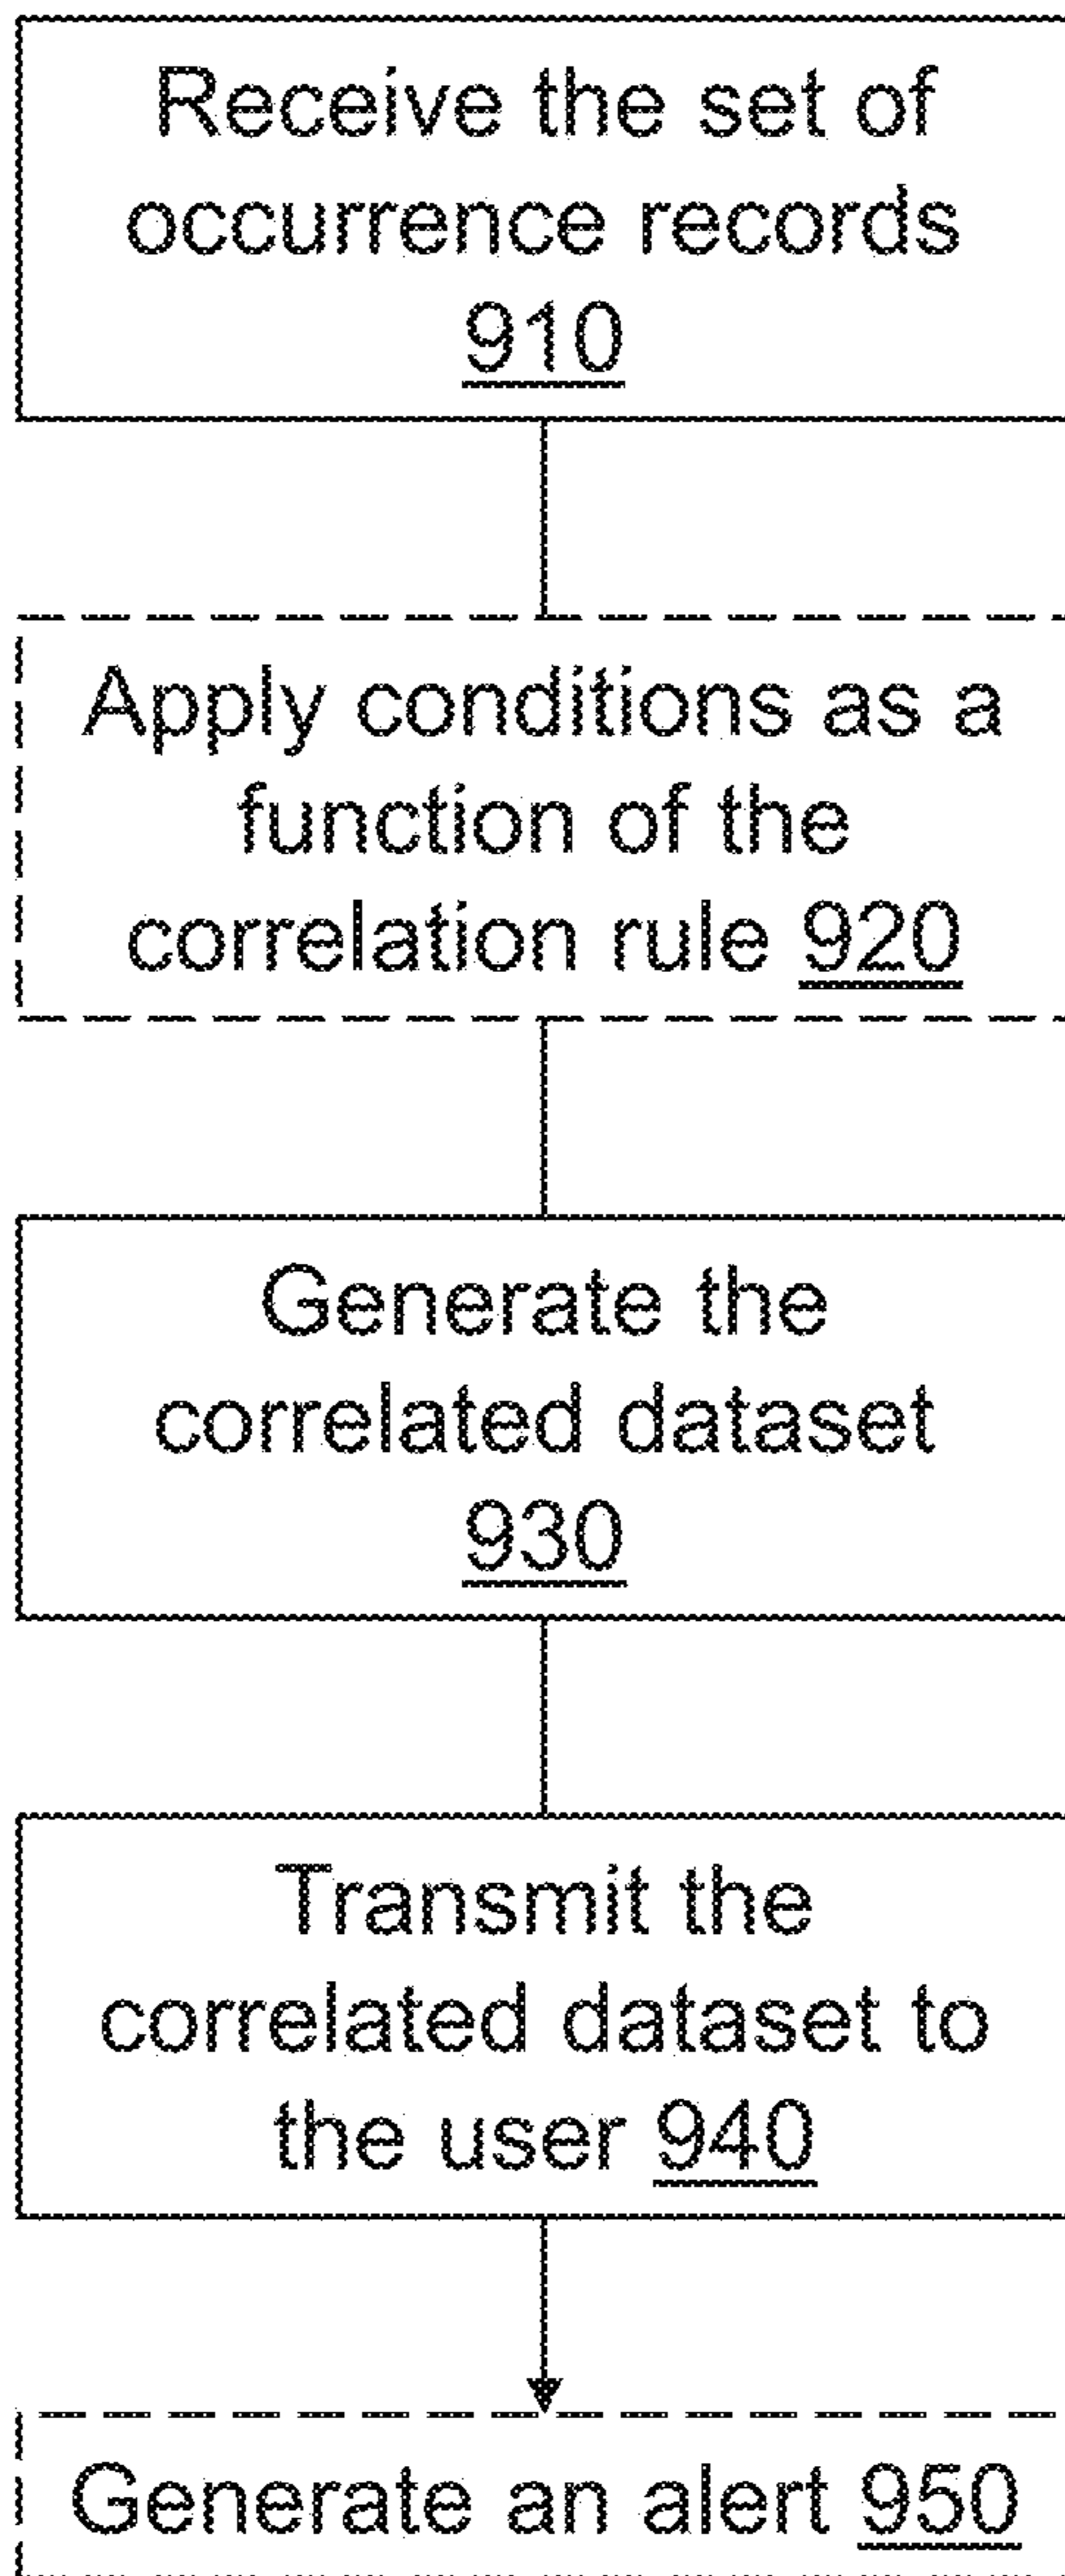 Receive the set of
occurrence records
910
Apply conditions as a
function of the
correlation rule 920
Generate the
correlated dataset
930
Transmit the
correlated dataset to
the user 940
Generate an alert 950